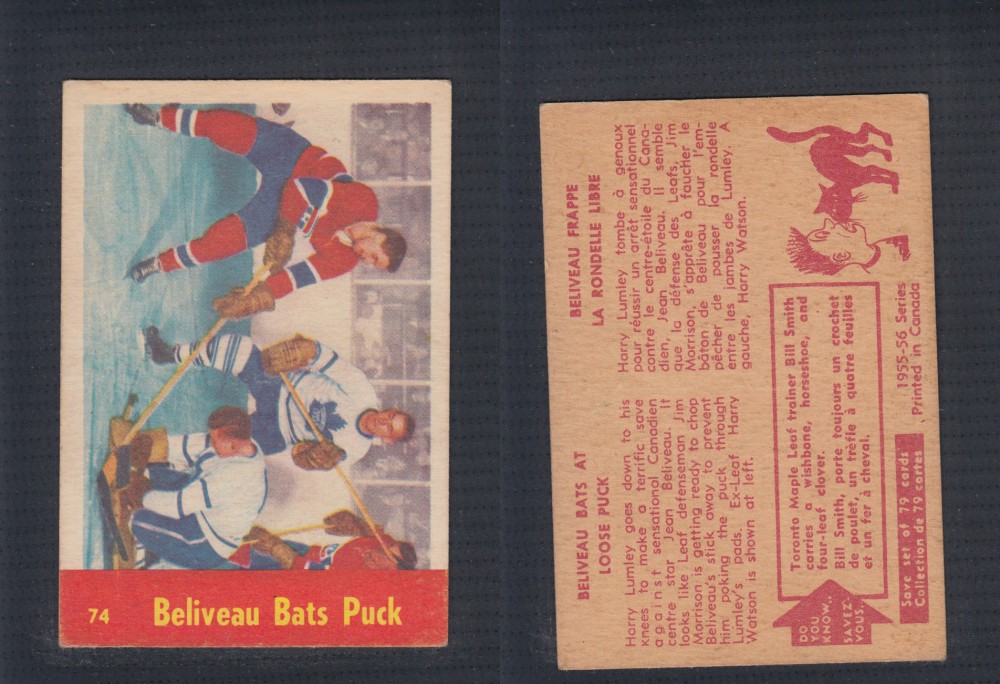 74 Beliveau Bats Puck
BELIVEAU BATS AT
LOOSE PUCK
Harry Lumley goes down to his
knees to make a terrific save
against sensational Canadien
centre star Jean Beliveau. It
looks like Leaf defenseman Jim
Morrison is getting ready to chop
Beliveau's stick away to prevent
him poking the puck through
Lumley's pads. Ex-Leaf Harry
Watson is shown at left.
BELIVEAU FRAPPE
LA RONDELLE LIBRE
Harry Lumley tombe à genoux
pour réussir un arrêt sensationnel
contre le centre-étoile du Cana-
dien, Jean Beliveau. Il semble
que la défense des Leafs, Jim
Morrison, s'apprête à faucher le
bâton de Beliveau pour l'em-
pêcher de pousser la rondelle
entre les jambes de Lumley. A
gauche, Harry Watson.
DO
YOU
KNOW..
SAVEZ-
VOUS..
Toronto Maple Leaf trainer Bill Smith
carries a wishbone, horseshoe, and
four-leaf clover.
Bill Smith, porte toujours un crochet
de poulet, un trèfle à quatre feuilles
et un fer à cheval.
Save set of 79 cards
Collection de 79 cartes
1955-56 Series
Printed in Canada